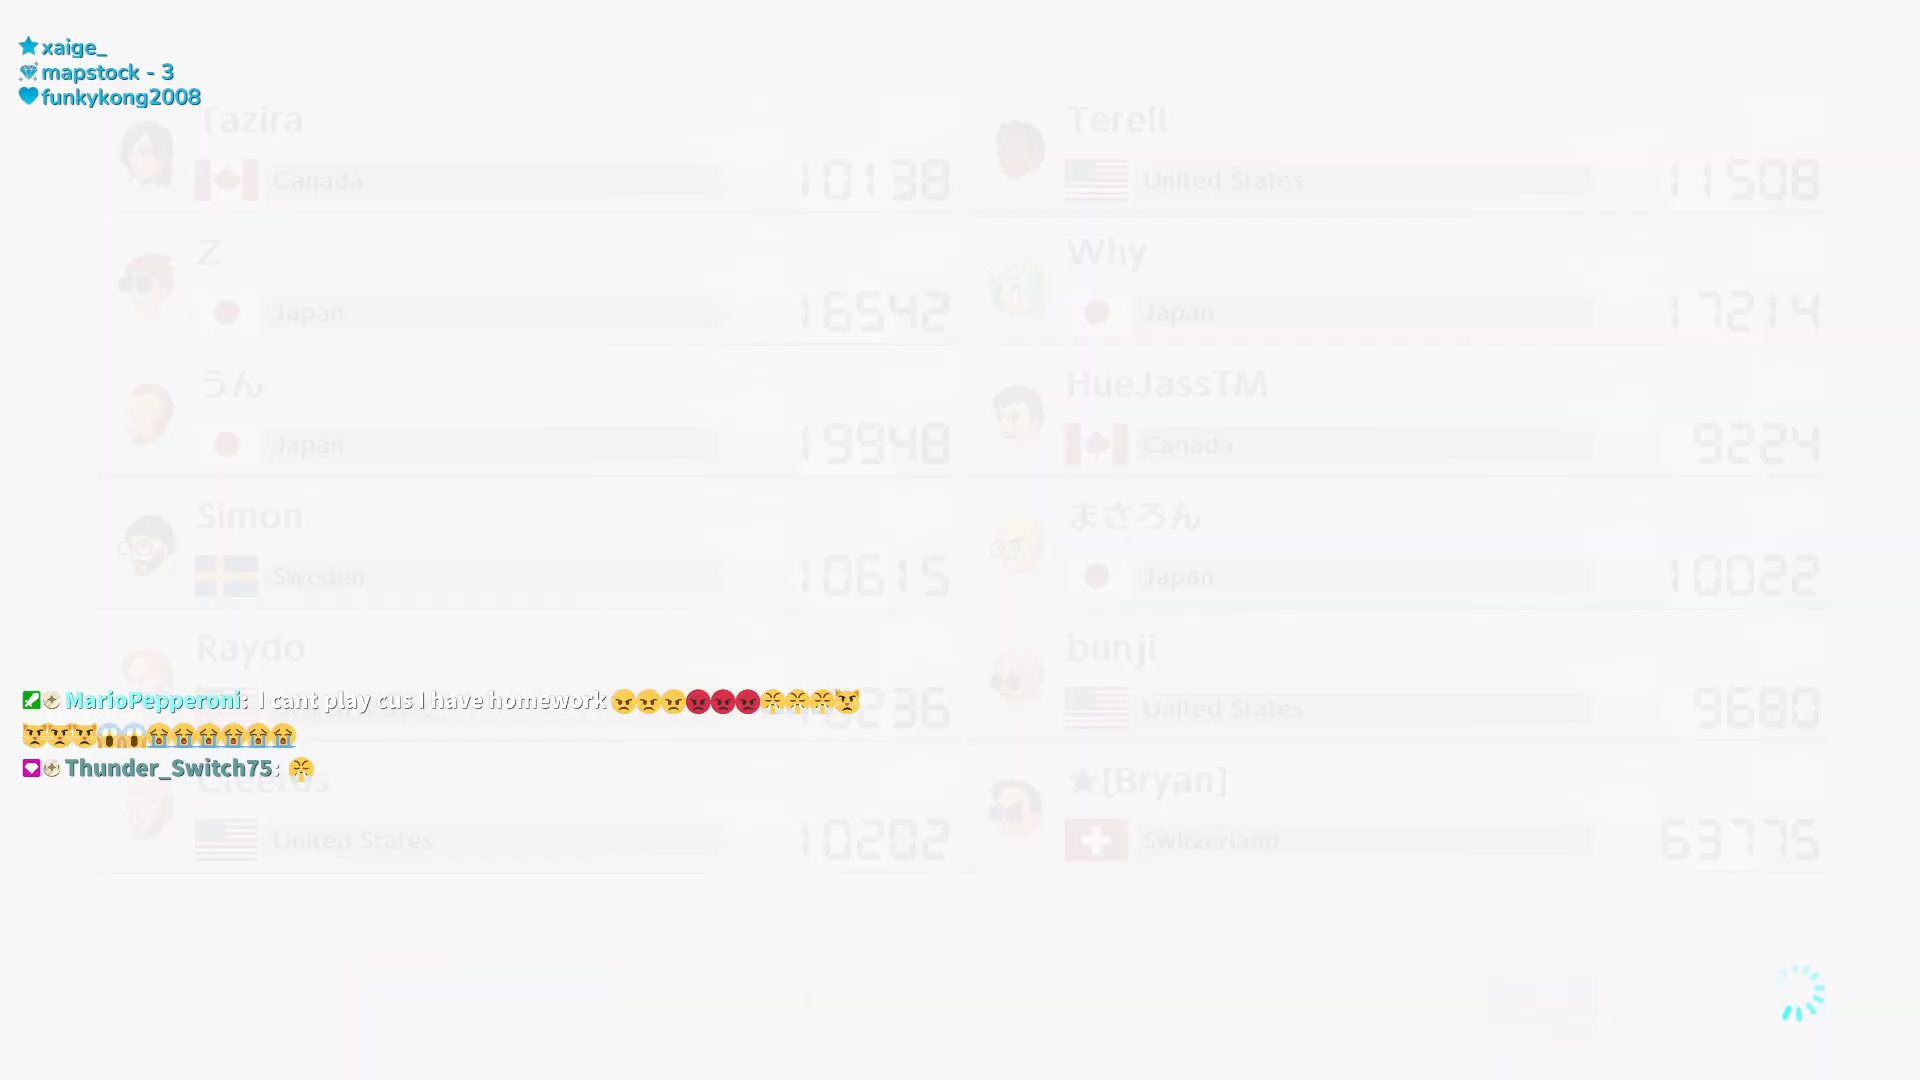 xaige_
mapstock - 3
funkykong2008
Tazira
Canada
10138
Terell
United States
11508
Z
Japan
16542
Why
Japan
17214
うん
Japan
19948
HueJassTM
Canada
9224
Simon
Sweden
10615
まさろん
Japan
10022
Raydo
bunji
United States
9680
MarioPepperoni: I cant play cus I have homework 😠😠😠😡😡😡😤😤😤😾
😾😾😾😱😱😭😭😭😭😭😭
Thunder_Switch75: 😤
Cleetus
United States
10202
★[Bryan]
Switzerland
63775